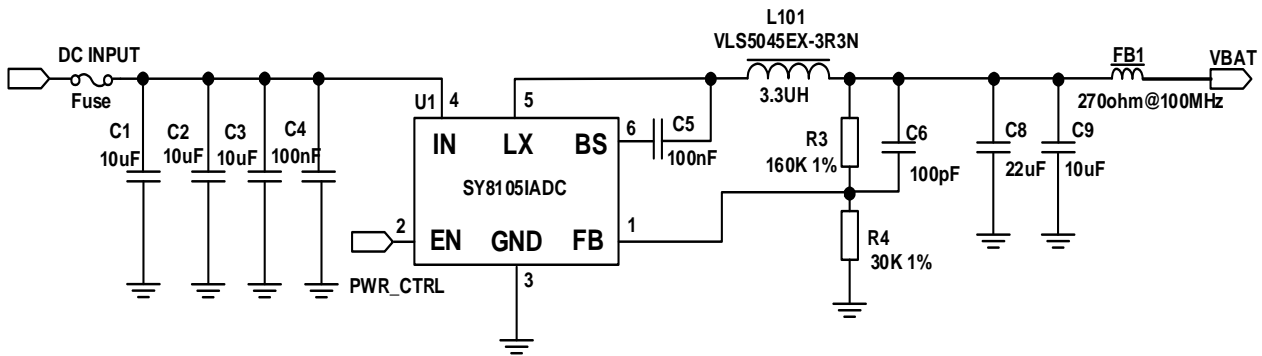 L101
VLS5045EX-3R3N
3.3UH
DC INPUT
Fuse
FB1
VBAT
270ohm@100MHz
C1
10uF
C2
10uF
C3
10uF
C4
100nF
U1
4
5
6
IN
LX
BS
SY8105IADC
EN
GND
FB
2
3
1
PWR_CTRL
C5
100nF
R3
160K 1%
C6
100pF
R4
30K 1%
C8
22uF
C9
10uF